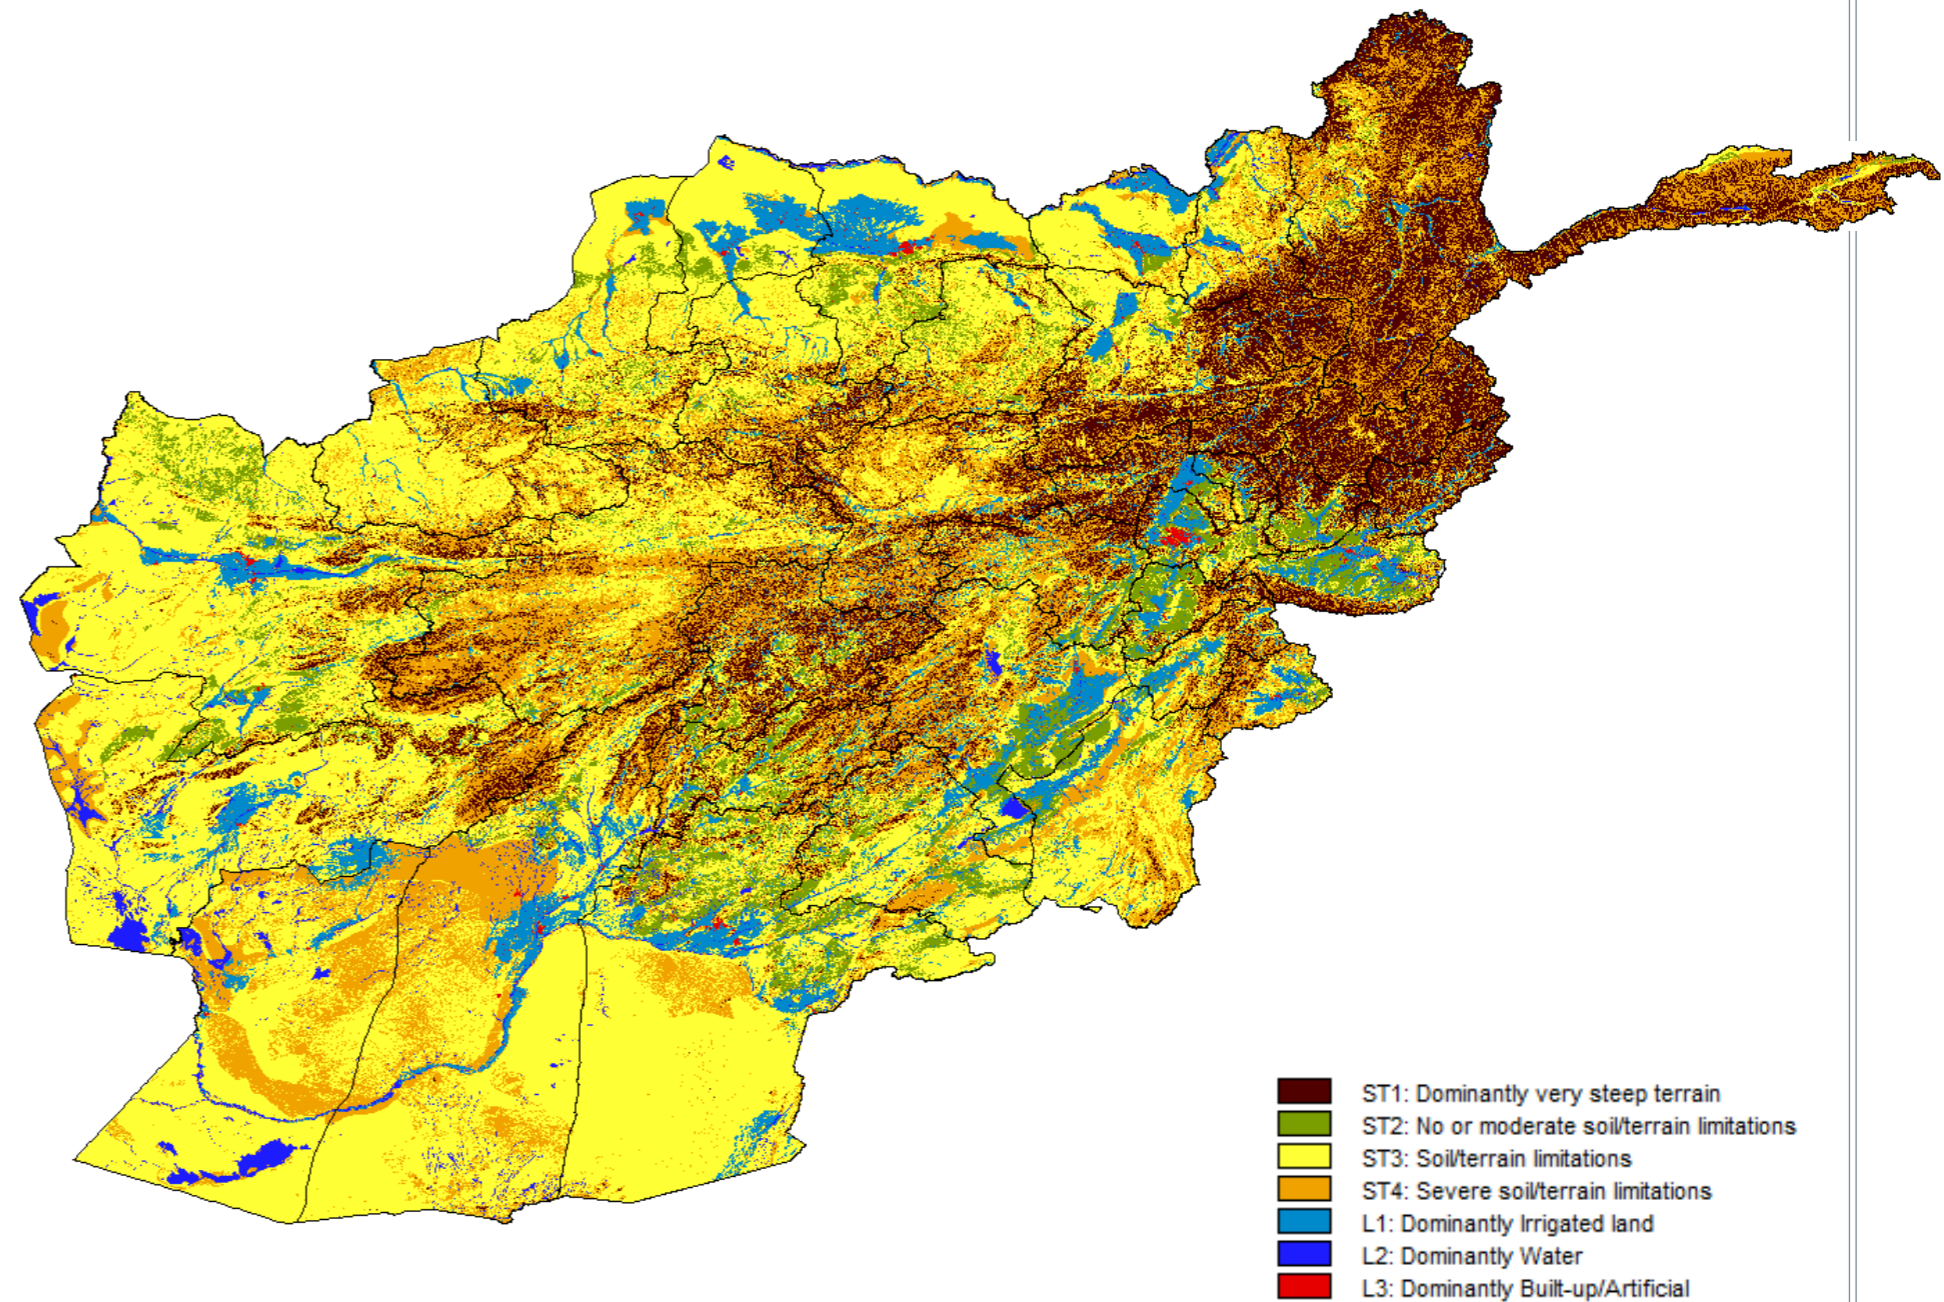 ST1: Dominantly very steep terrain
ST2: No or moderate soil/terrain limitations
ST3: Soil/terrain limitations
ST4: Severe soil/terrain limitations
L1: Dominantly Irrigated land
L2: Dominantly Water
L3: Dominantly Built-up/Artificial